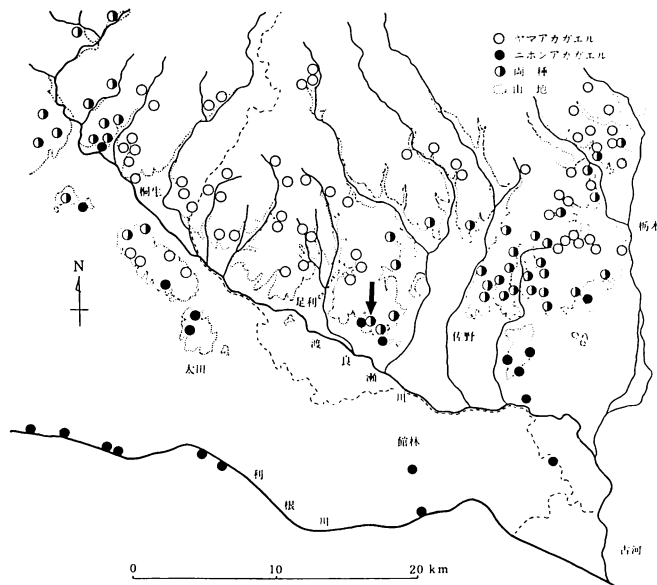 ヤマアカガエル
ニホンアカガエル
両種
山地
桐生
栃木
N
足利
佐野
渡良瀬川
太田
館林
利根川
古河
0 10 20 km